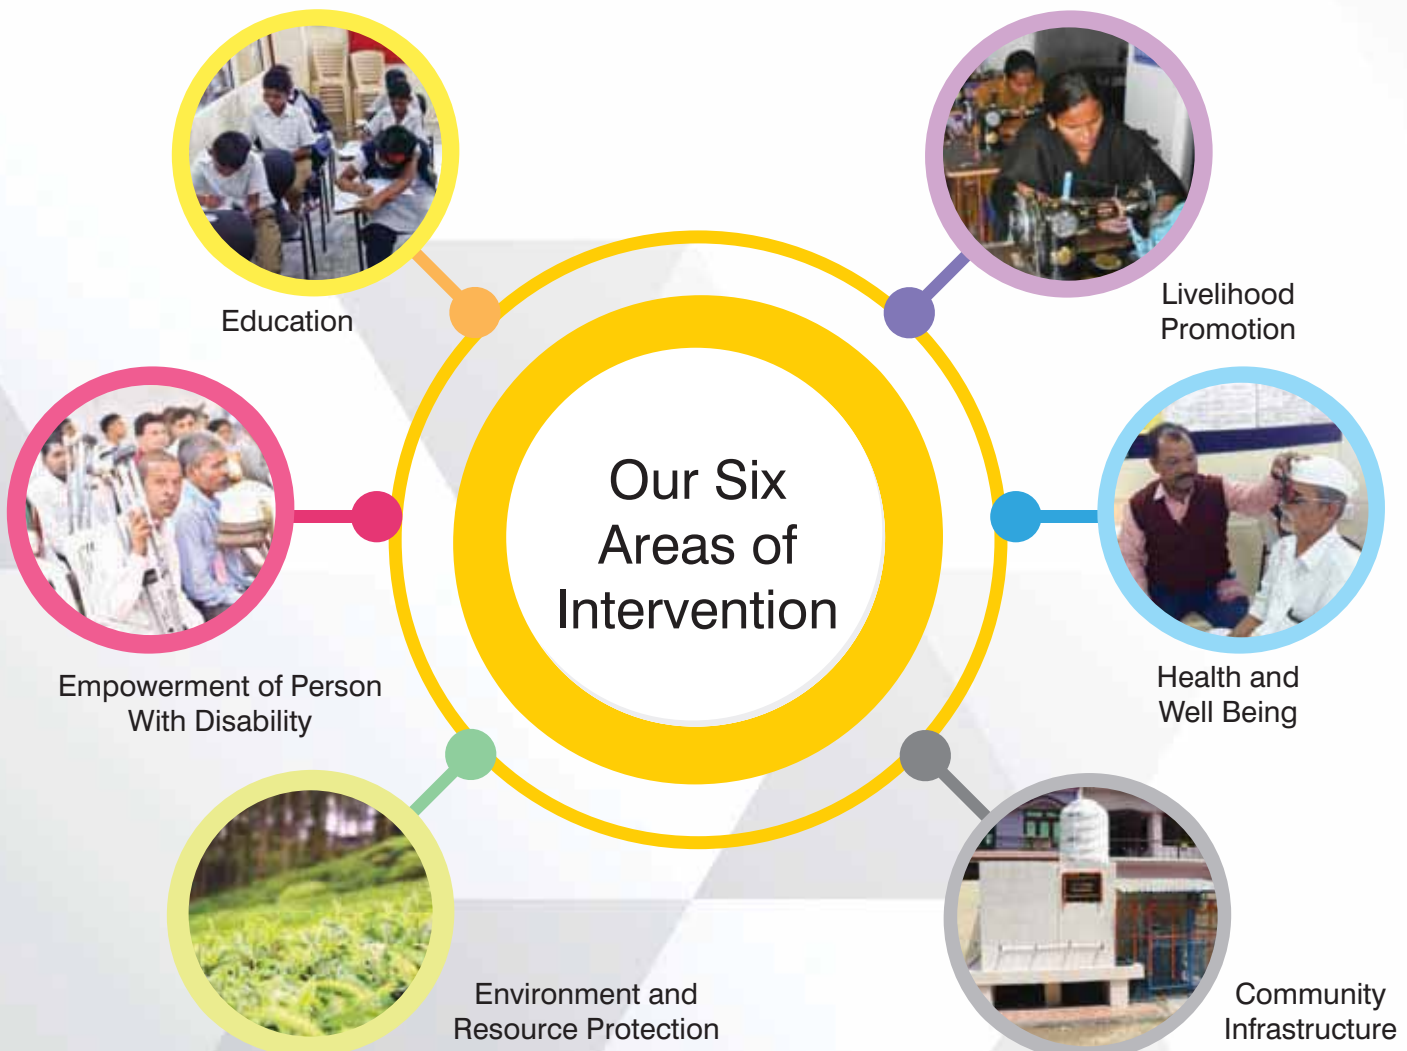 Our Six
Areas of
Intervention
Education
Livelihood
Promotion
Empowerment of Person
With Disability
Health and
Well Being
Environment and
Resource Protection
Community
Infrastructure